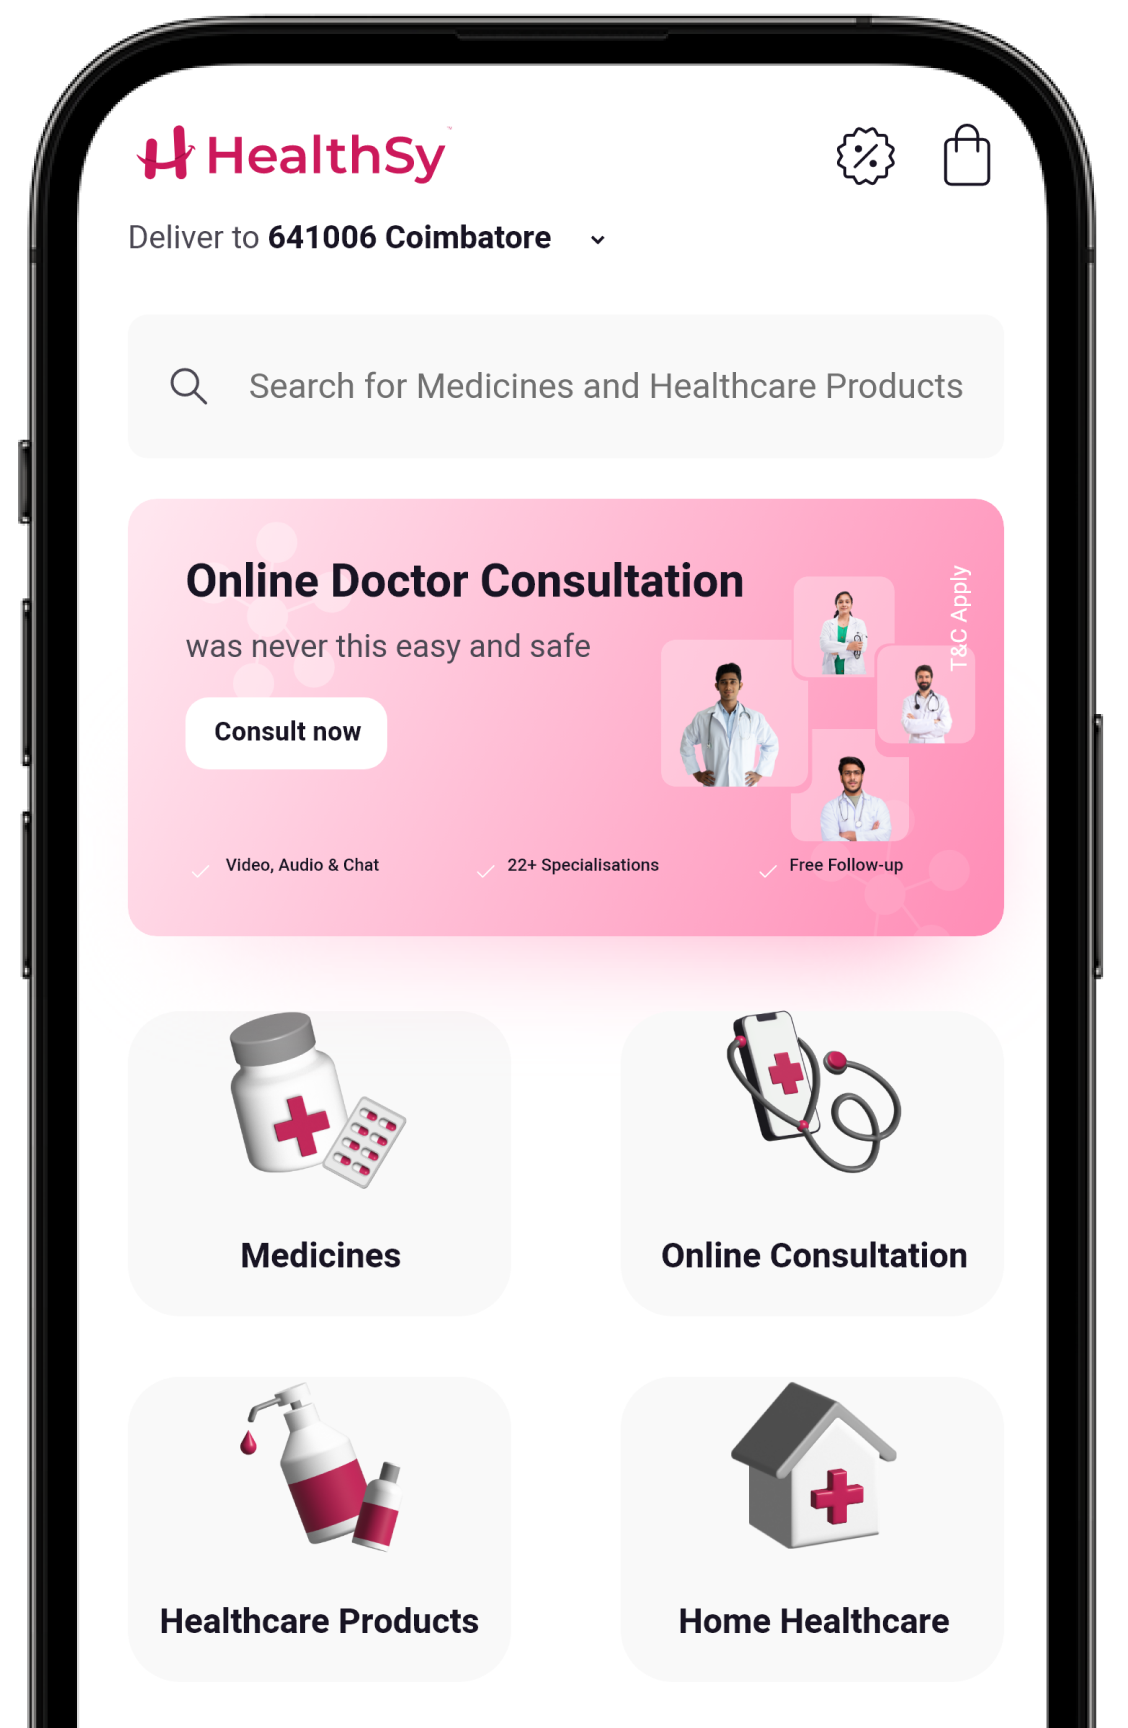 HealthSy
Deliver to 641006 Coimbatore
Search for Medicines and Healthcare Products
Online Doctor Consultation
was never this easy and safe
Consult now
T&C Apply
Video, Audio & Chat
22+ Specialisations
Free Follow-up
Medicines
Online Consultation
Healthcare Products
Home Healthcare